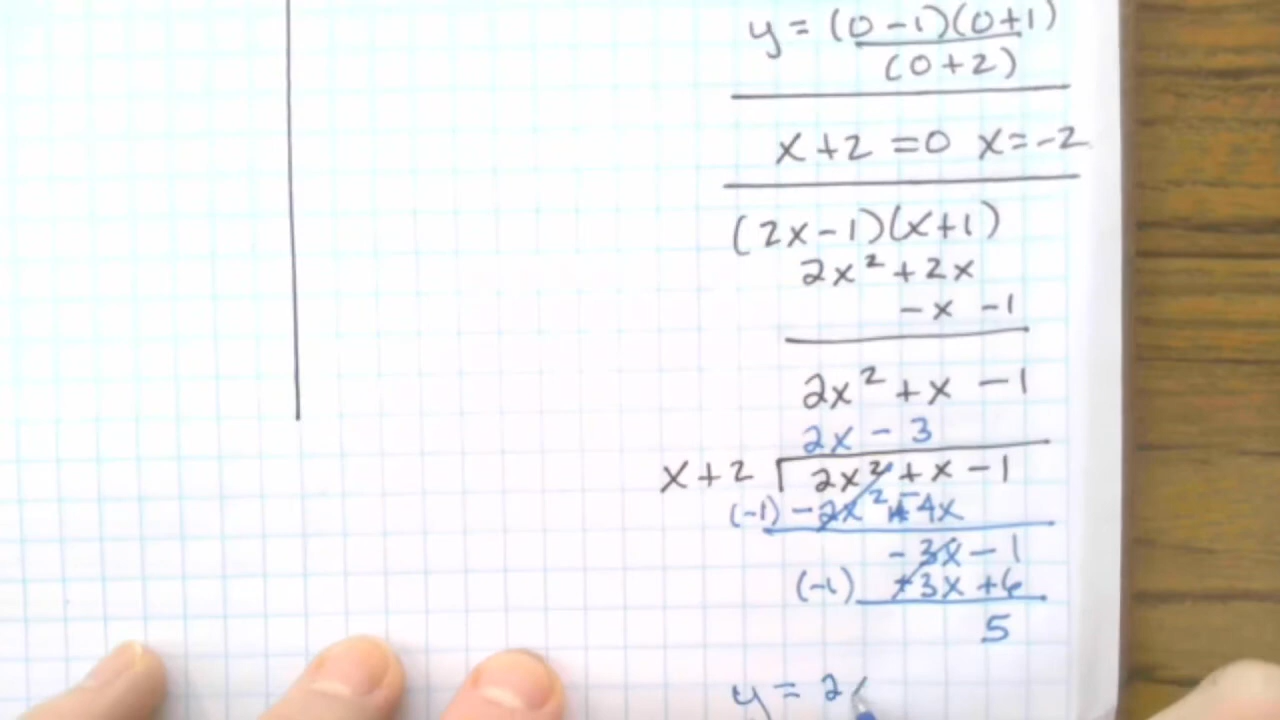 y = (0-1)(0+1)
(0+2)
x+2=0 x=-2
(2x-1)(x+1)
2x²+2x
-x -1
2x²+x-1
2x-3
x+2 2x²+x-1
(-1) -2x²-4x
-3x-1
(-1) +3x+6
5
y=2